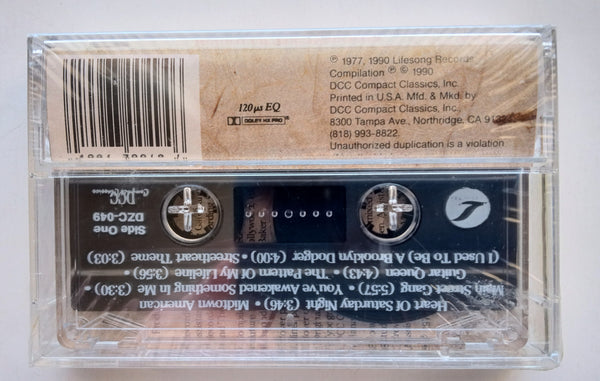 ℗ 1977, 1990 Lifesong Records
Compilation ℗ © 1990
DCC Compact Classics, Inc.
Printed in U.S.A. Mfd. & Mkd. by
DCC Compact Classics, Inc.,
8300 Tampa Ave., Northridge, CA
(818) 993-8822.
Unauthorized duplication is a violation
120 μs EQ
DOLBY HX PRO
Heart Of Saturday Night (3:46) • Midtown American
Main Street Gang (5:57) • You've Awakened Something In Me (3:30) •
Guitar Queen (4:43) • The Pattern Of My Lifeline (3:56) •
(I Used To Be) A Brooklyn Dodger (4:00) • Streetheart Theme (3:03)
DCC
Compact Classics
DZC-049
Side One